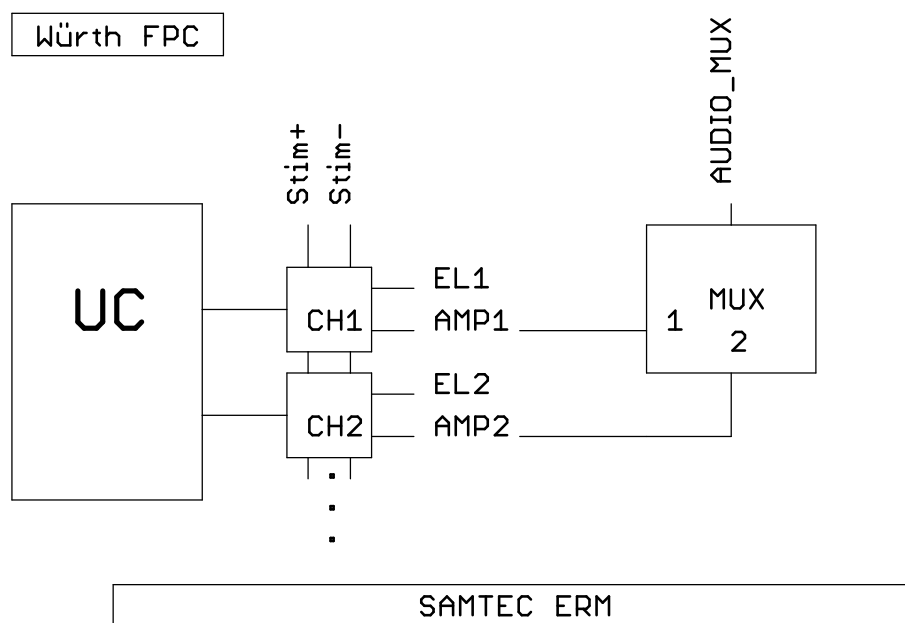 Würth FPC
AUDIO_MUX
Stim+
Stim-
UC
CH1
EL1
AMP1
1
MUX
2
CH2
EL2
AMP2
SAMTEC ERM